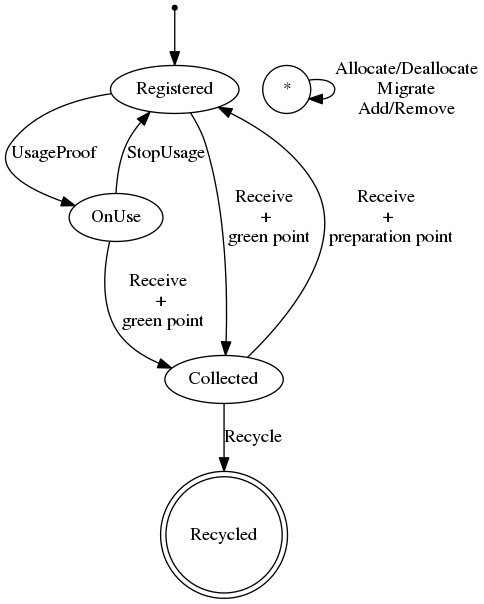 Registered
*
Allocate/Deallocate
Migrate
Add/Remove
UsageProof
StopUsage
OnUse
Receive
+
green point
Receive
+
preparation point
Receive
+
green point
Collected
Recycle
Recycled